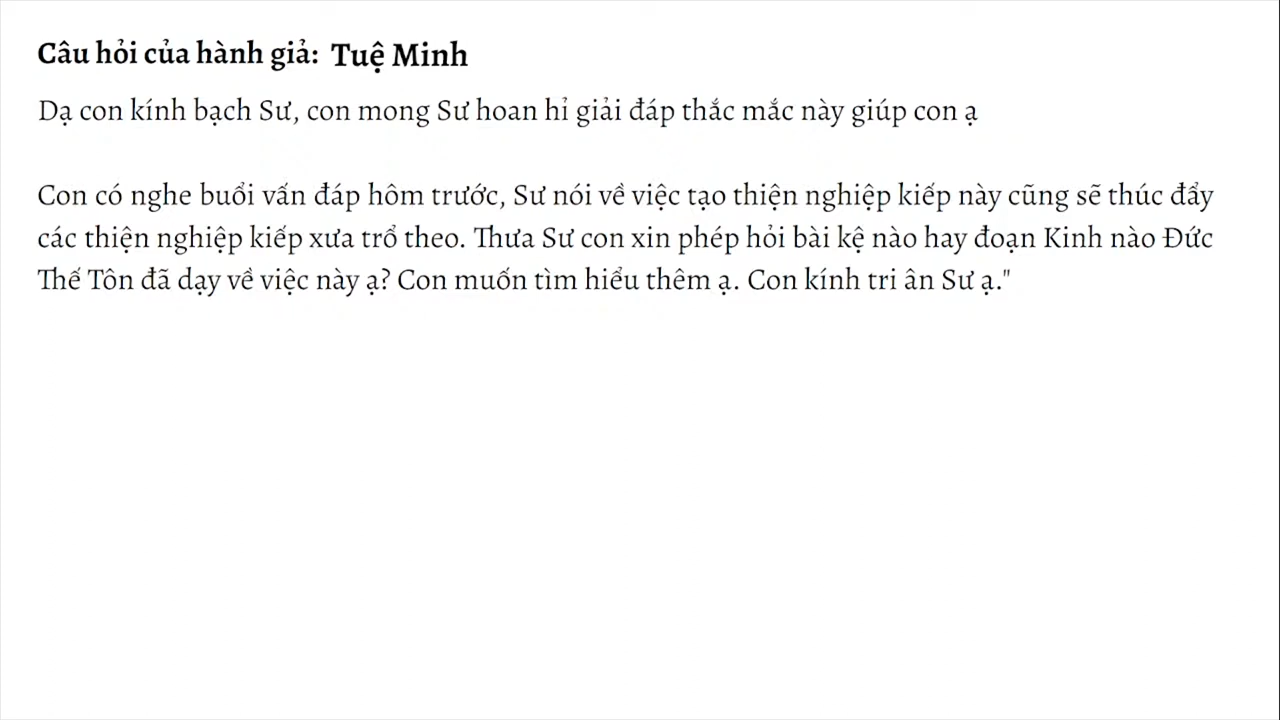 Câu hỏi của hành giả: Tuệ Minh
Dạ con kính bạch Sư, con mong Sư hoan hỉ giải đáp thắc mắc này giúp con ạ
Con có nghe buổi vấn đáp hôm trước, Sư nói về việc tạo thiện nghiệp kiếp này cũng sẽ thúc đẩy
các thiện nghiệp kiếp xưa trổ theo. Thưa Sư con xin phép hỏi bài kệ nào hay đoạn Kinh nào Đức
Thế Tôn đã dạy về việc này ạ? Con muốn tìm hiểu thêm ạ. Con kính tri ân Sư ạ."